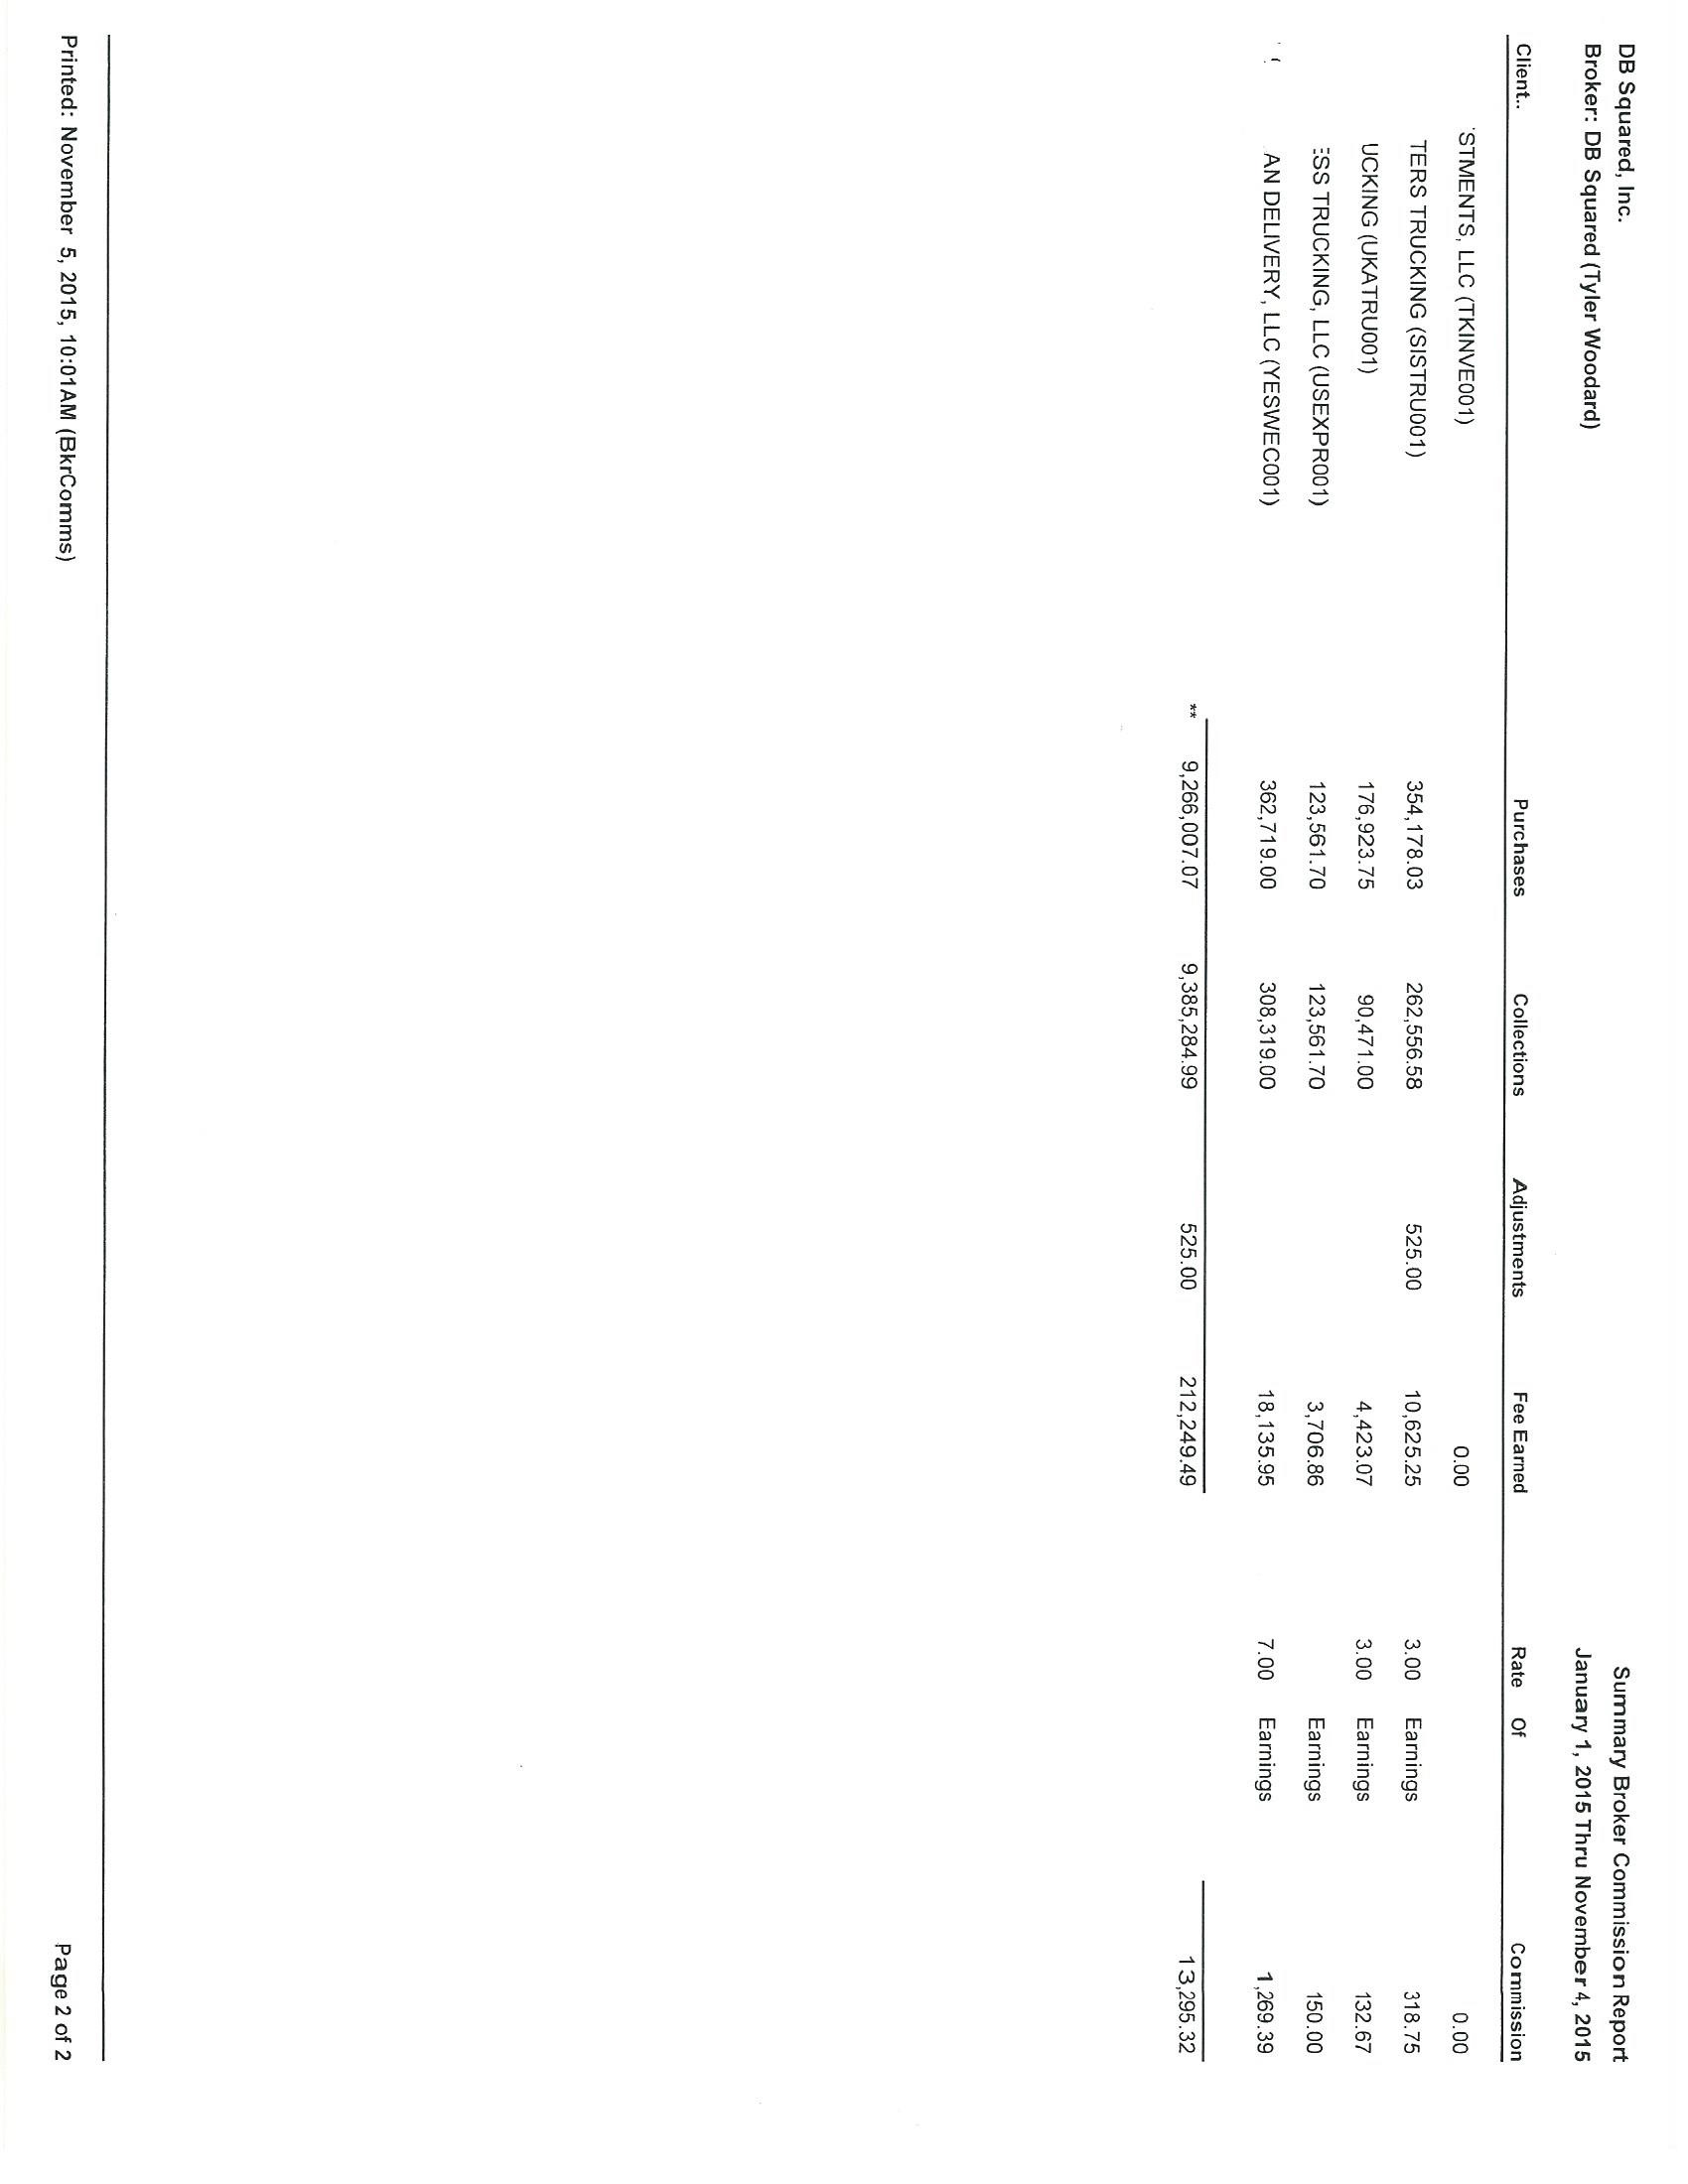 DB Squared, Inc. Summary Broker Commission Report
Broker: DB Squared (Tyler Woodard) January 1, 2015 Thru November 4, 2015
Client.. Purchases Collections Adjustments Fee Earned Rate Of Commission
STMENTS, LLC (TKINVE001) 0.00 0.00
TERS TRUCKING (SISTRU001) 354,178.03 262,556.58 525.00 10,625.25 3.00 Earnings 318.75
UCKING (UKATRU001) 176,923.75 90,471.00 4,423.07 3.00 Earnings 132.67
ESS TRUCKING, LLC (USEXPR001) 123,561.70 123,561.70 3,706.86 Earnings 150.00
AN DELIVERY, LLC (YESWEC001) 362,719.00 308,319.00 18,135.95 7.00 Earnings 1,269.39
** 9,266,007.07 9,385,284.99 525.00 212,249.49 13,295.32
Printed: November 5, 2015, 10:01AM (BkrComms) Page 2 of 2